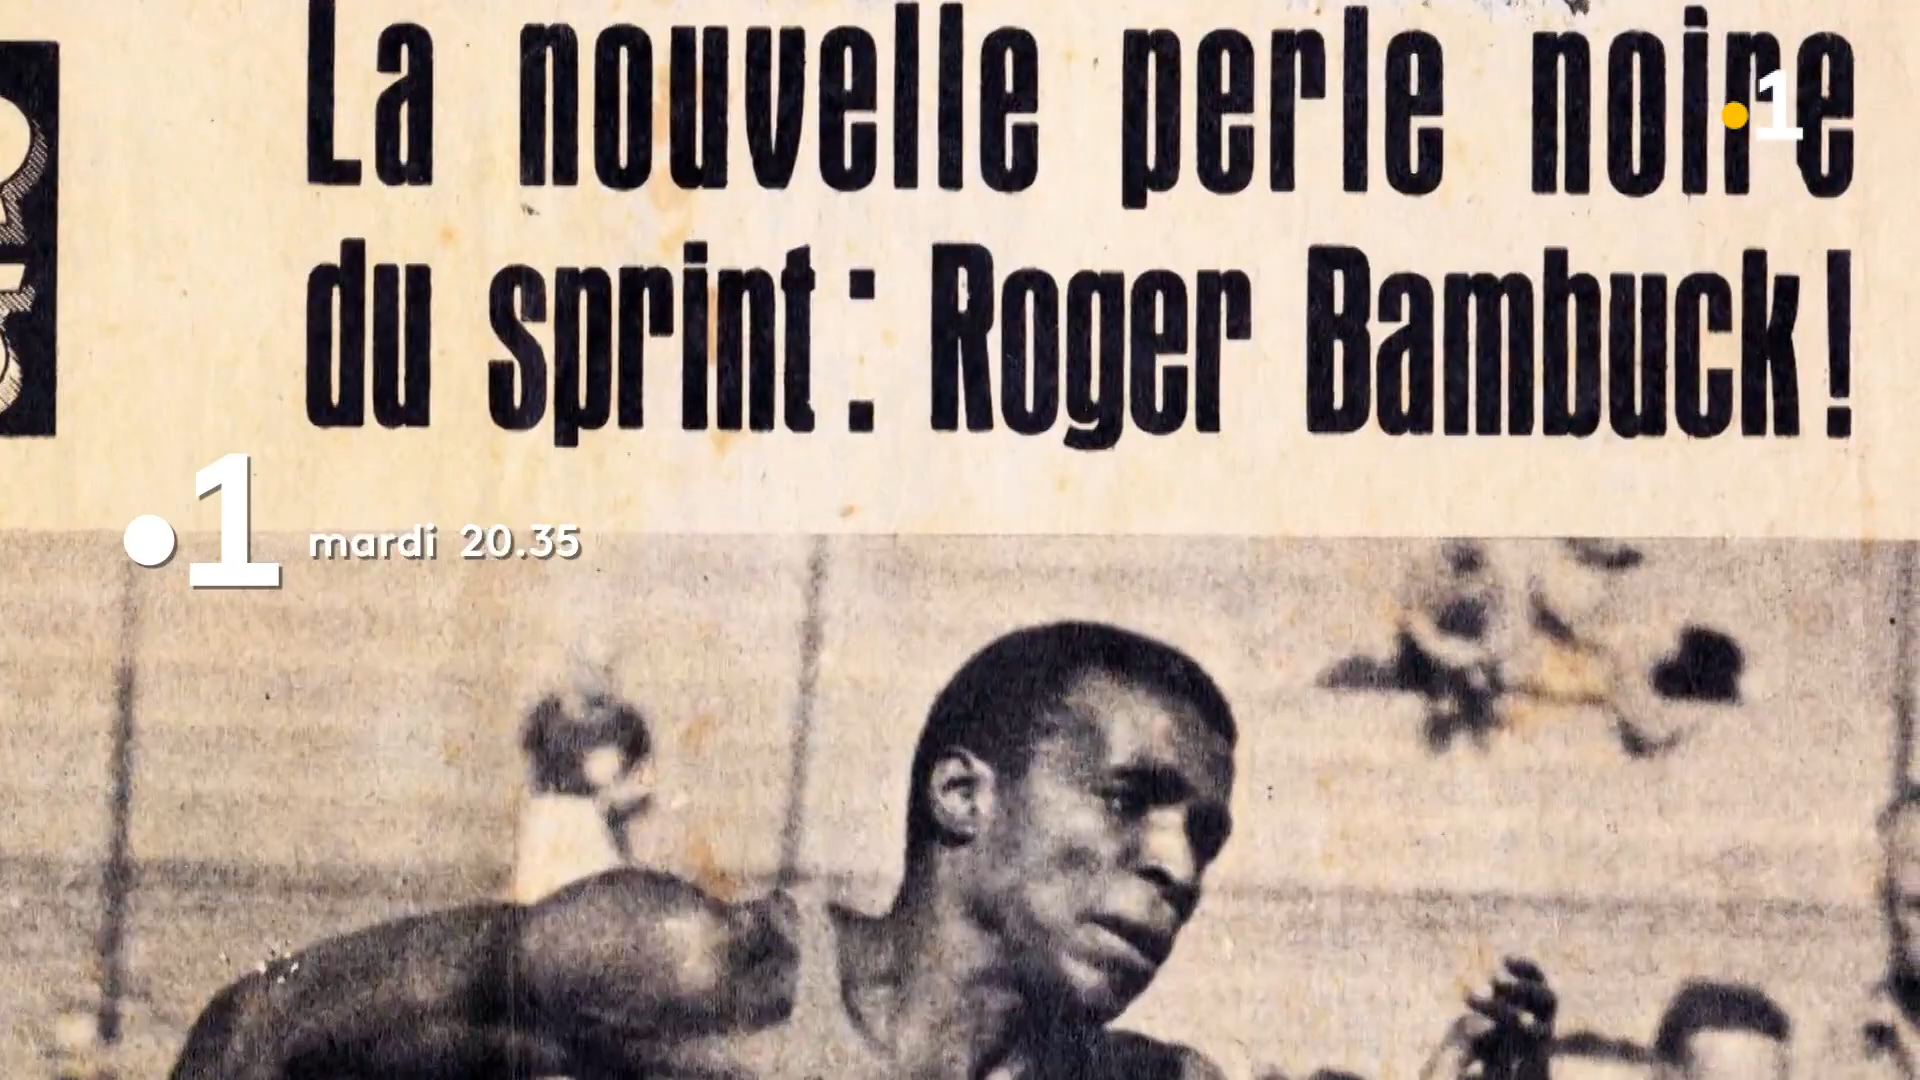 La nouvelle perle noire
•1
du sprint : Roger Bambuck !
•1 mardi 20.35